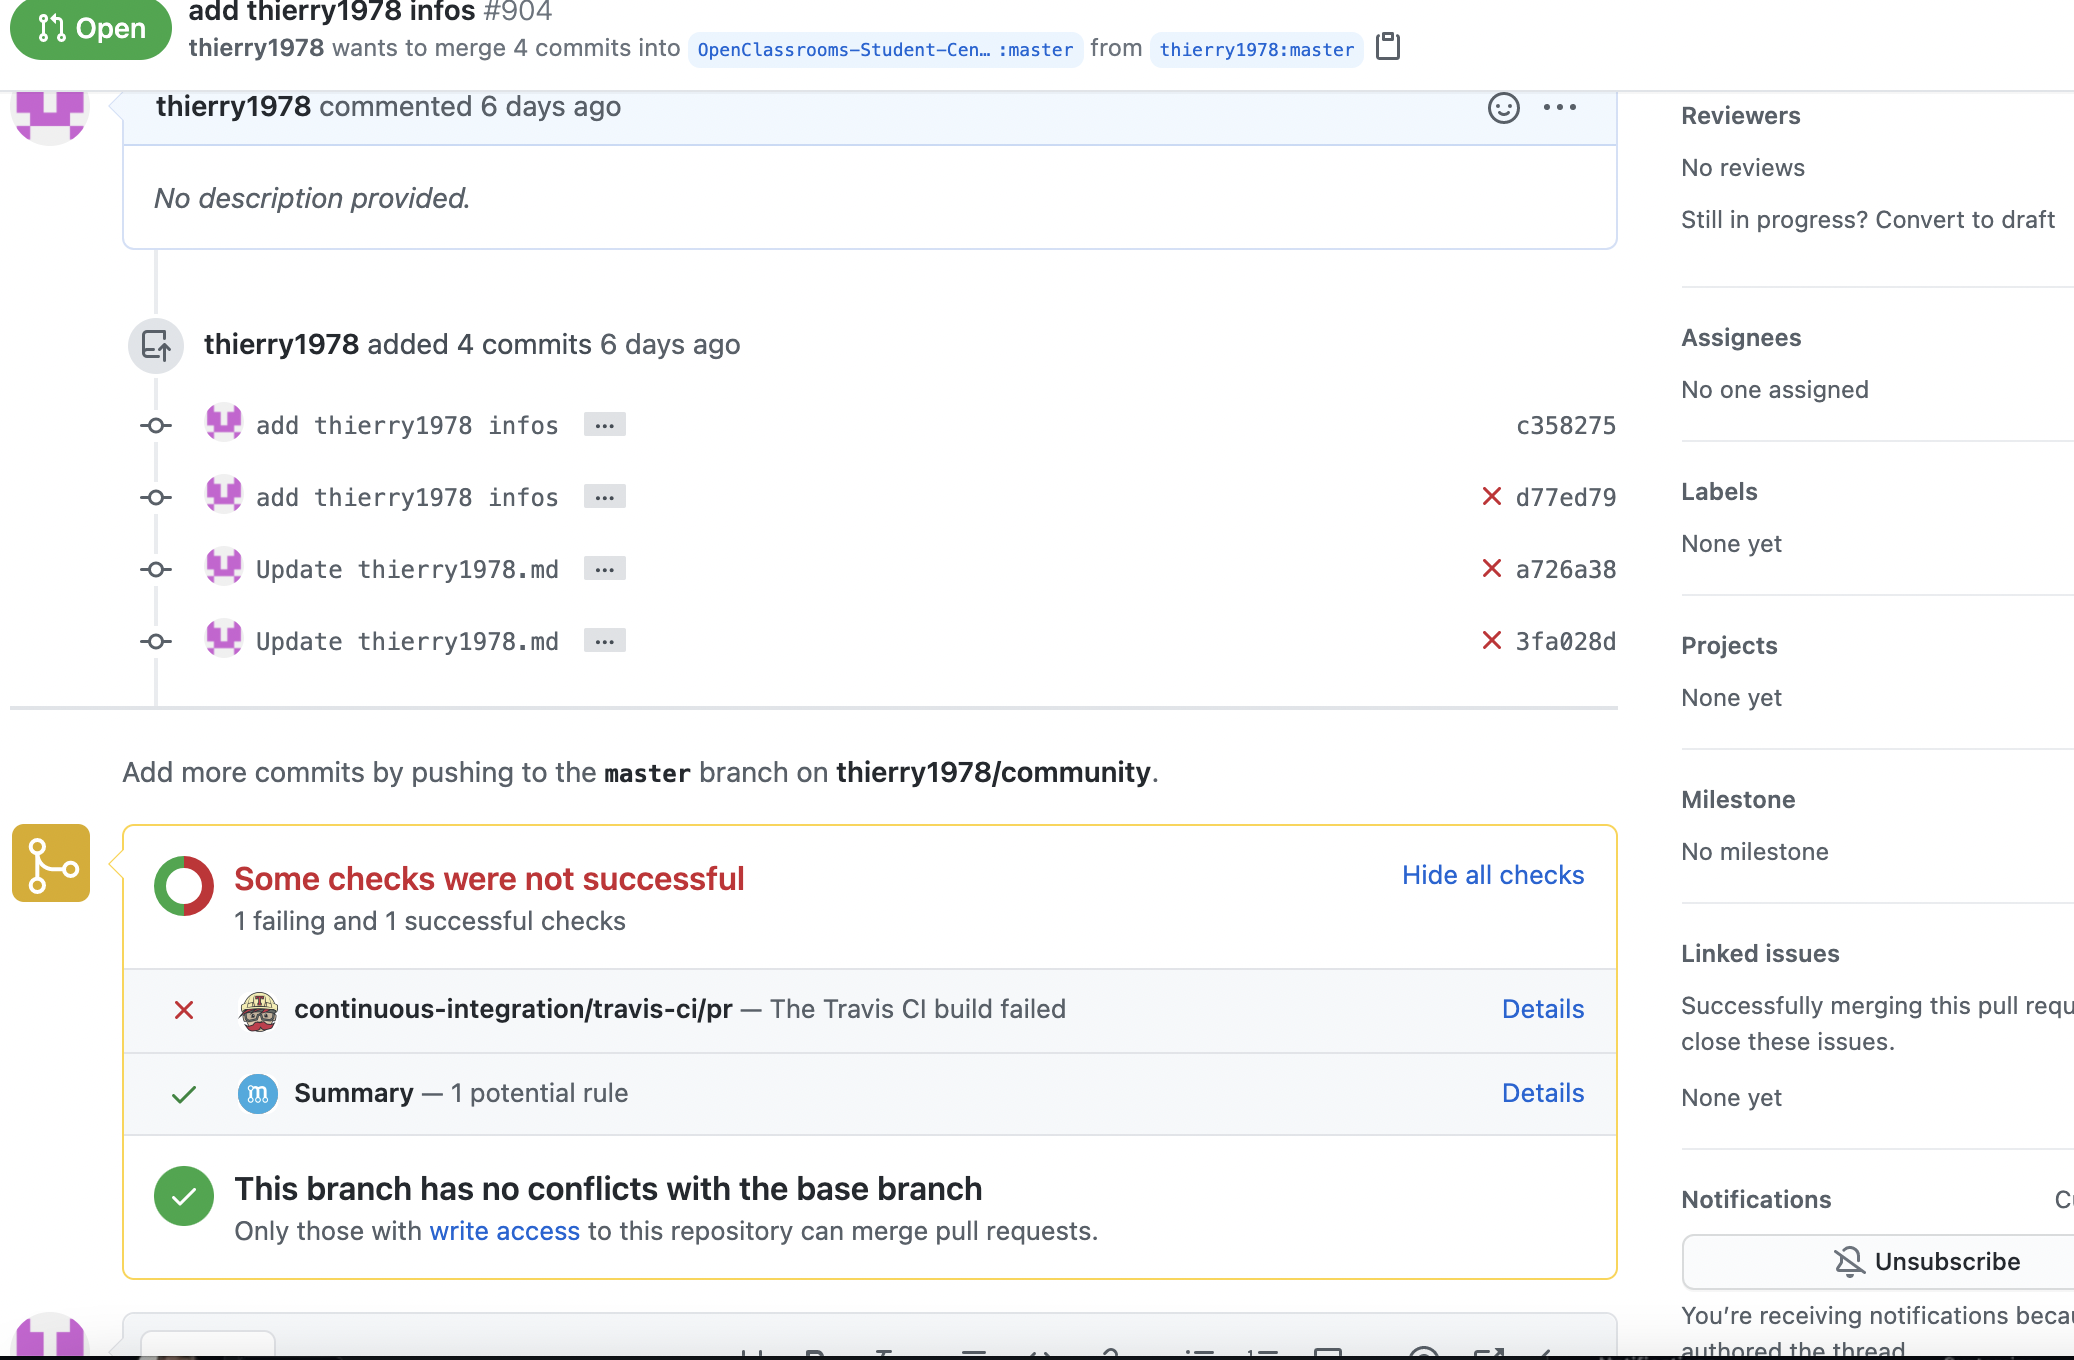 Open
add thierry1978 infos #904
thierry1978 wants to merge 4 commits into OpenClassrooms-Student-Cen… :master from thierry1978:master
thierry1978 commented 6 days ago
No description provided.
thierry1978 added 4 commits 6 days ago
add thierry1978 infos … c358275
add thierry1978 infos … d77ed79
Update thierry1978.md … a726a38
Update thierry1978.md … 3fa028d
Add more commits by pushing to the master branch on thierry1978/community.
Some checks were not successful
Hide all checks
1 failing and 1 successful checks
continuous-integration/travis-ci/pr — The Travis CI build failed Details
Summary — 1 potential rule Details
This branch has no conflicts with the base branch
Only those with write access to this repository can merge pull requests.
Reviewers
No reviews
Still in progress? Convert to draft
Assignees
No one assigned
Labels
None yet
Projects
None yet
Milestone
No milestone
Linked issues
Successfully merging this pull requ
close these issues.
None yet
Notifications
Unsubscribe
You’re receiving notifications beca
authored the thread